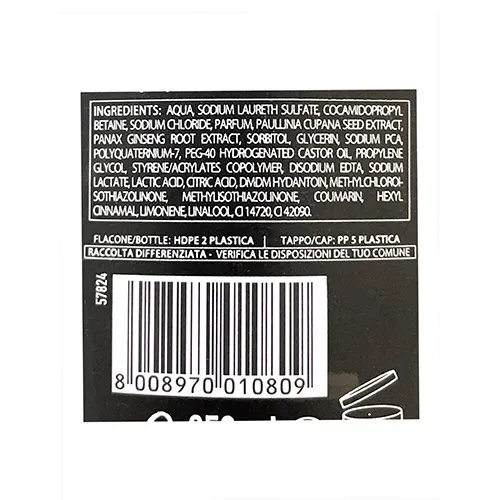 INGREDIENTS: AQUA, SODIUM LAURETH SULFATE, COCAMIDOPROPYL
BETAINE, SODIUM CHLORIDE, PARFUM, PAULLINIA CUPANA SEED EXTRACT,
PANAX GINSENG ROOT EXTRACT, SORBITOL, GLYCERIN, SODIUM PCA,
POLYQUATERNIUM-7, PEG-40 HYDROGENATED CASTOR OIL, PROPYLENE
GLYCOL, STYRENE/ACRYLATES COPOLYMER, DISODIUM EDTA, SODIUM
LACTATE, LACTIC ACID, CITRIC ACID, DMDM HYDANTOIN, METHYLCHLOROI-
SOTHIAZOLINONE, METHYLISOTHIAZOLINONE, COUMARIN, HEXYL
CINNAMAL, LIMONENE, LINALOOL, CI 14720, CI 42090.
FLACONE/BOTTLE: HDPE 2 PLASTICA | TAPPO/CAP: PP 5 PLASTICA
RACCOLTA DIFFERENZIATA - VERIFICA LE DISPOSIZIONI DEL TUO COMUNE
57824
8 008970 010809